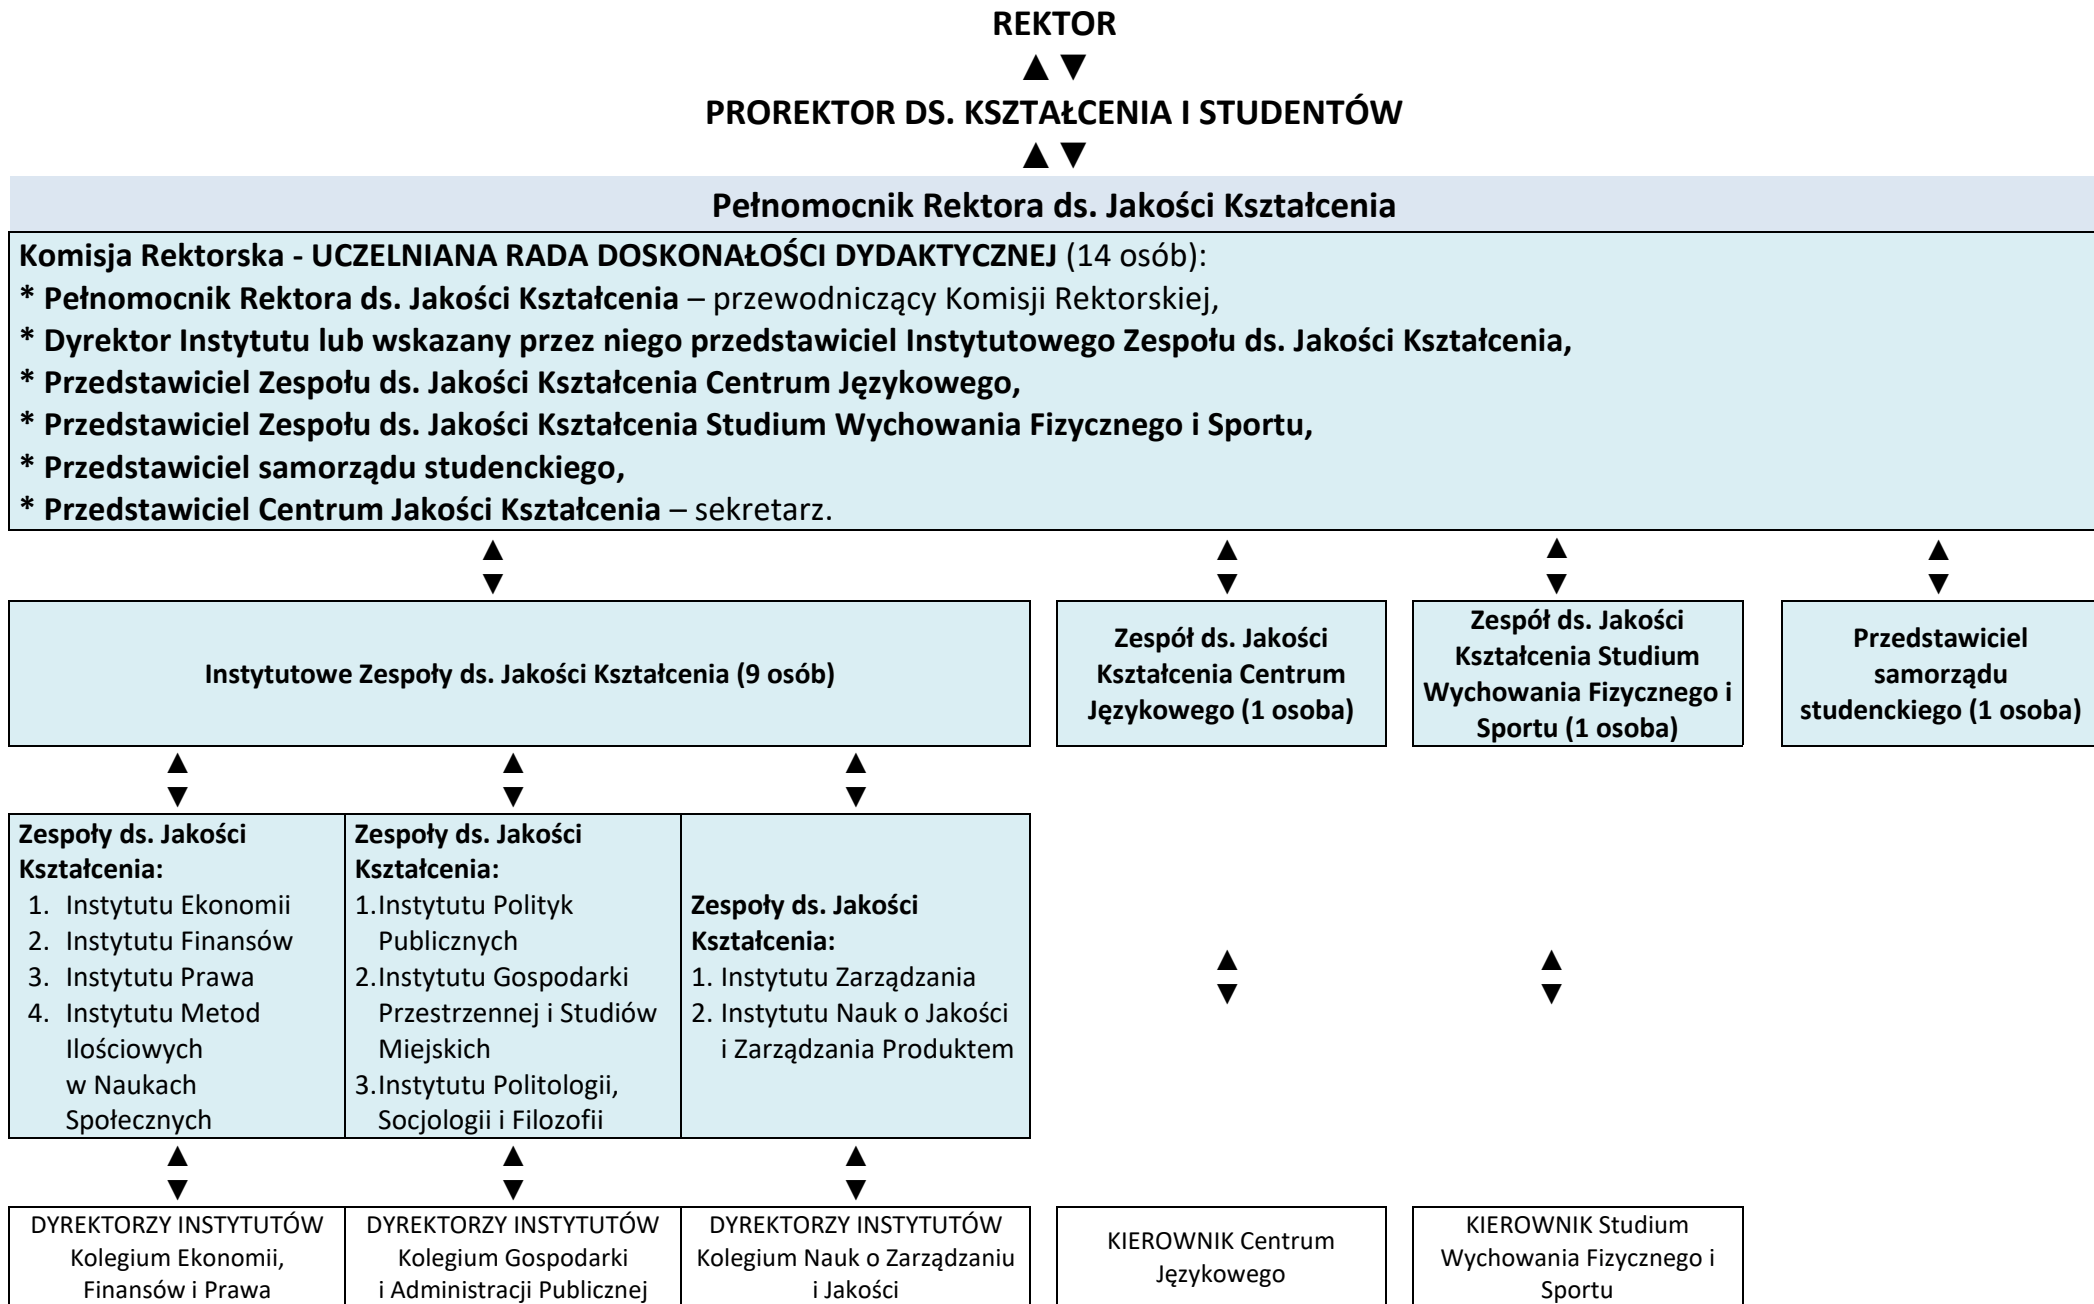 REKTOR
▲ ▼
PROREKTOR DS. KSZTAŁCENIA I STUDENTÓW
▲ ▼
Pełnomocnik Rektora ds. Jakości Kształcenia
Komisja Rektorska - UCZELNIANA RADA DOSKONAŁOŚCI DYDAKTYCZNEJ (14 osób):
* Pełnomocnik Rektora ds. Jakości Kształcenia – przewodniczący Komisji Rektorskiej,
* Dyrektor Instytutu lub wskazany przez niego przedstawiciel Instytutowego Zespołu ds. Jakości Kształcenia,
* Przedstawiciel Zespołu ds. Jakości Kształcenia Centrum Językowego,
* Przedstawiciel Zespołu ds. Jakości Kształcenia Studium Wychowania Fizycznego i Sportu,
* Przedstawiciel samorządu studenckiego,
* Przedstawiciel Centrum Jakości Kształcenia – sekretarz.
Instytutowe Zespoły ds. Jakości Kształcenia (9 osób)
Zespół ds. Jakości
Kształcenia Centrum
Językowego (1 osoba)
Zespół ds. Jakości
Kształcenia Studium
Wychowania Fizycznego i
Sportu (1 osoba)
Przedstawiciel
samorządu
studenckiego (1 osoba)
Zespoły ds. Jakości
Kształcenia:
1. Instytutu Ekonomii
2. Instytutu Finansów
3. Instytutu Prawa
4. Instytutu Metod
Ilościowych
w Naukach
Społecznych
Zespoły ds. Jakości
Kształcenia:
1.Instytutu Polityk
Publicznych
2.Instytutu Gospodarki
Przestrzennej i Studiów
Miejskich
3.Instytutu Politologii,
Socjologii i Filozofii
Zespoły ds. Jakości
Kształcenia:
1. Instytutu Zarządzania
2. Instytutu Nauk o Jakości
i Zarządzania Produktem
DYREKTORZY INSTYTUTÓW
Kolegium Ekonomii,
Finansów i Prawa
DYREKTORZY INSTYTUTÓW
Kolegium Gospodarki
i Administracji Publicznej
DYREKTORZY INSTYTUTÓW
Kolegium Nauk o Zarządzaniu
i Jakości
KIEROWNIK Centrum
Językowego
KIEROWNIK Studium
Wychowania Fizycznego i
Sportu